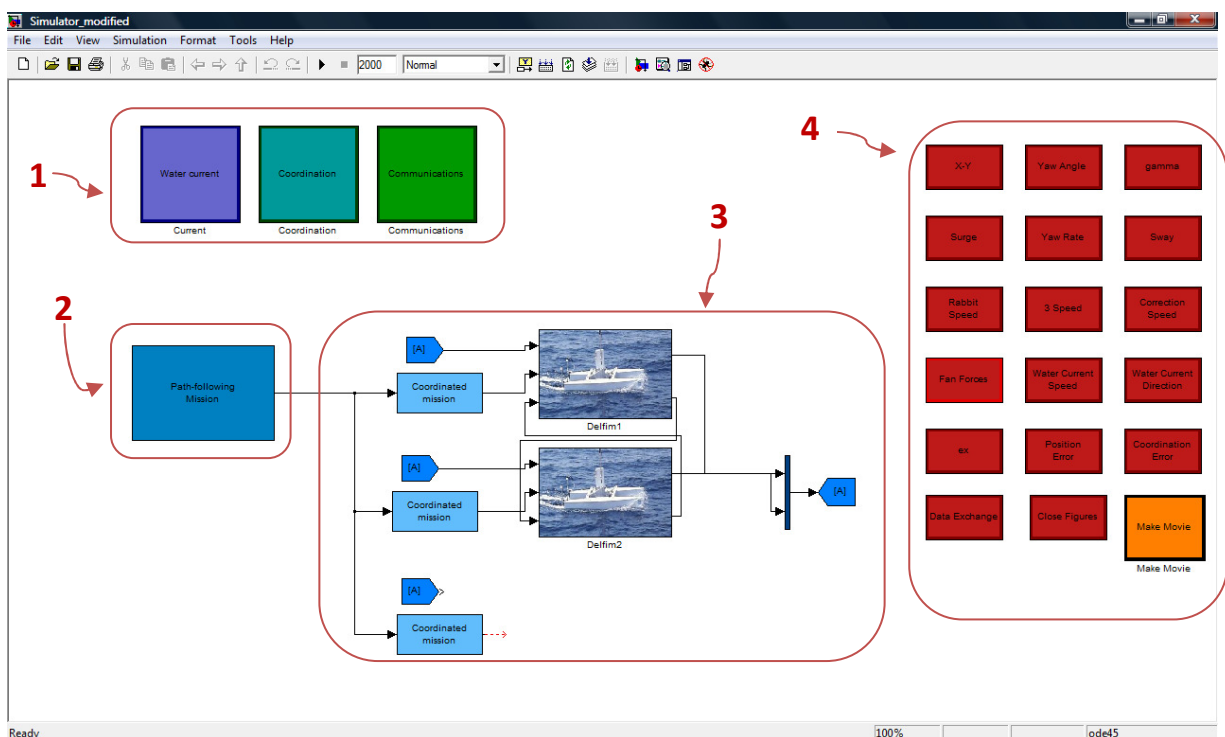 Simulator_modified
File Edit View Simulation Format Tools Help
2000 Normal
1
Water current
Coordination
Communications
Current
Coordination
Communications
2
Path-following
Mission
3
[A]
Coordinated
mission
Delfim1
[A]
Coordinated
mission
Delfim2
[A]
[A]
Coordinated
mission
4
X-Y
Yaw Angle
gamma
Surge
Yaw Rate
Sway
Rabbit
Speed
3 Speed
Correction
Speed
Fan Forces
Water Current
Speed
Water Current
Direction
ex
Position
Error
Coordination
Error
Data Exchange
Close Figures
Make Movie
Make Movie
Ready
100%
ode45